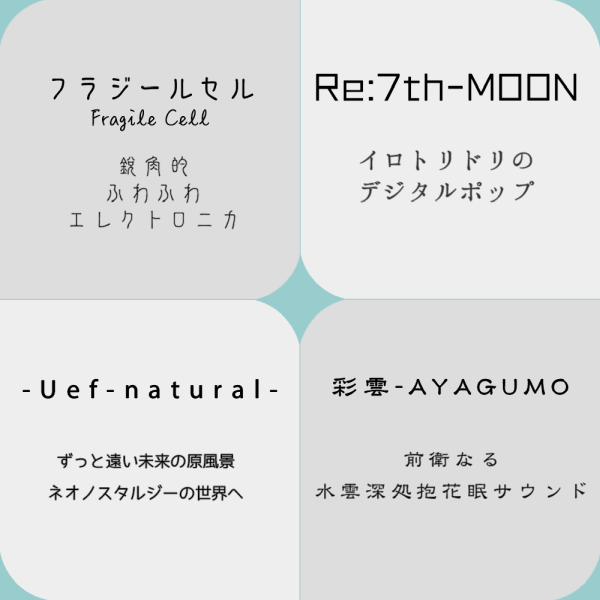 フラジールセル
Fragile Cell
鋭角的
ふわふわ
エレクトロニカ
Re:7th-MOON
イロトリドリの
デジタルポップ
-Uef-natural-
ずっと遠い未来の原風景
ネオノスタルジーの世界へ
彩雲-AYAGUMO
前衛なる
水雲深処抱花眠サウンド